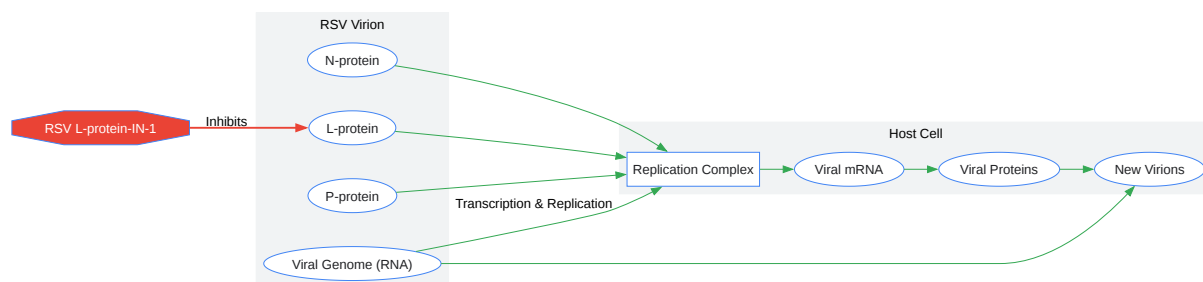 RSV Virion
N-protein
RSV L-protein-IN-1
Inhibits
L-protein
P-protein
Viral Genome (RNA)
Transcription & Replication
Host Cell
Replication Complex
Viral mRNA
Viral Proteins
New Virions